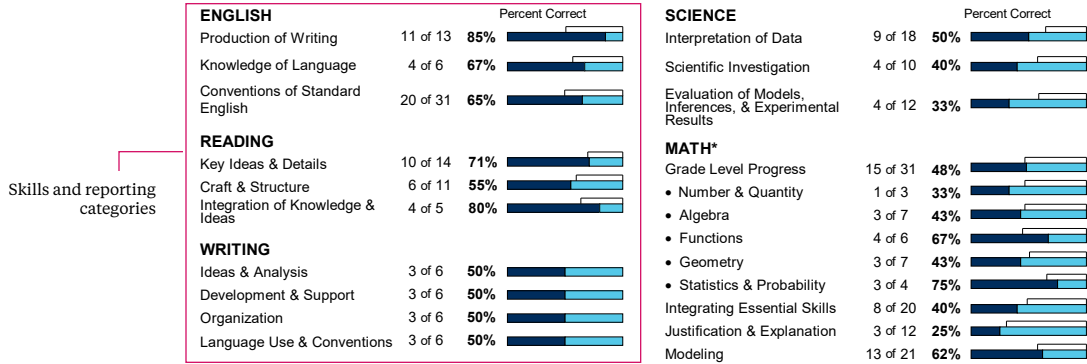 Skills and reporting
categories
ENGLISH Percent Correct
Production of Writing 11 of 13 85%
Knowledge of Language 4 of 6 67%
Conventions of Standard
English 20 of 31 65%
READING
Key Ideas & Details 10 of 14 71%
Craft & Structure 6 of 11 55%
Integration of Knowledge &
Ideas 4 of 5 80%
WRITING
Ideas & Analysis 3 of 6 50%
Development & Support 3 of 6 50%
Organization 3 of 6 50%
Language Use & Conventions 3 of 6 50%
SCIENCE Percent Correct
Interpretation of Data 9 of 18 50%
Scientific Investigation 4 of 10 40%
Evaluation of Models,
Inferences, & Experimental 4 of 12 33%
Results
MATH*
Grade Level Progress 15 of 31 48%
• Number & Quantity 1 of 3 33%
• Algebra 3 of 7 43%
• Functions 4 of 6 67%
• Geometry 3 of 7 43%
• Statistics & Probability 3 of 4 75%
Integrating Essential Skills 8 of 20 40%
Justification & Explanation 3 of 12 25%
Modeling 13 of 21 62%